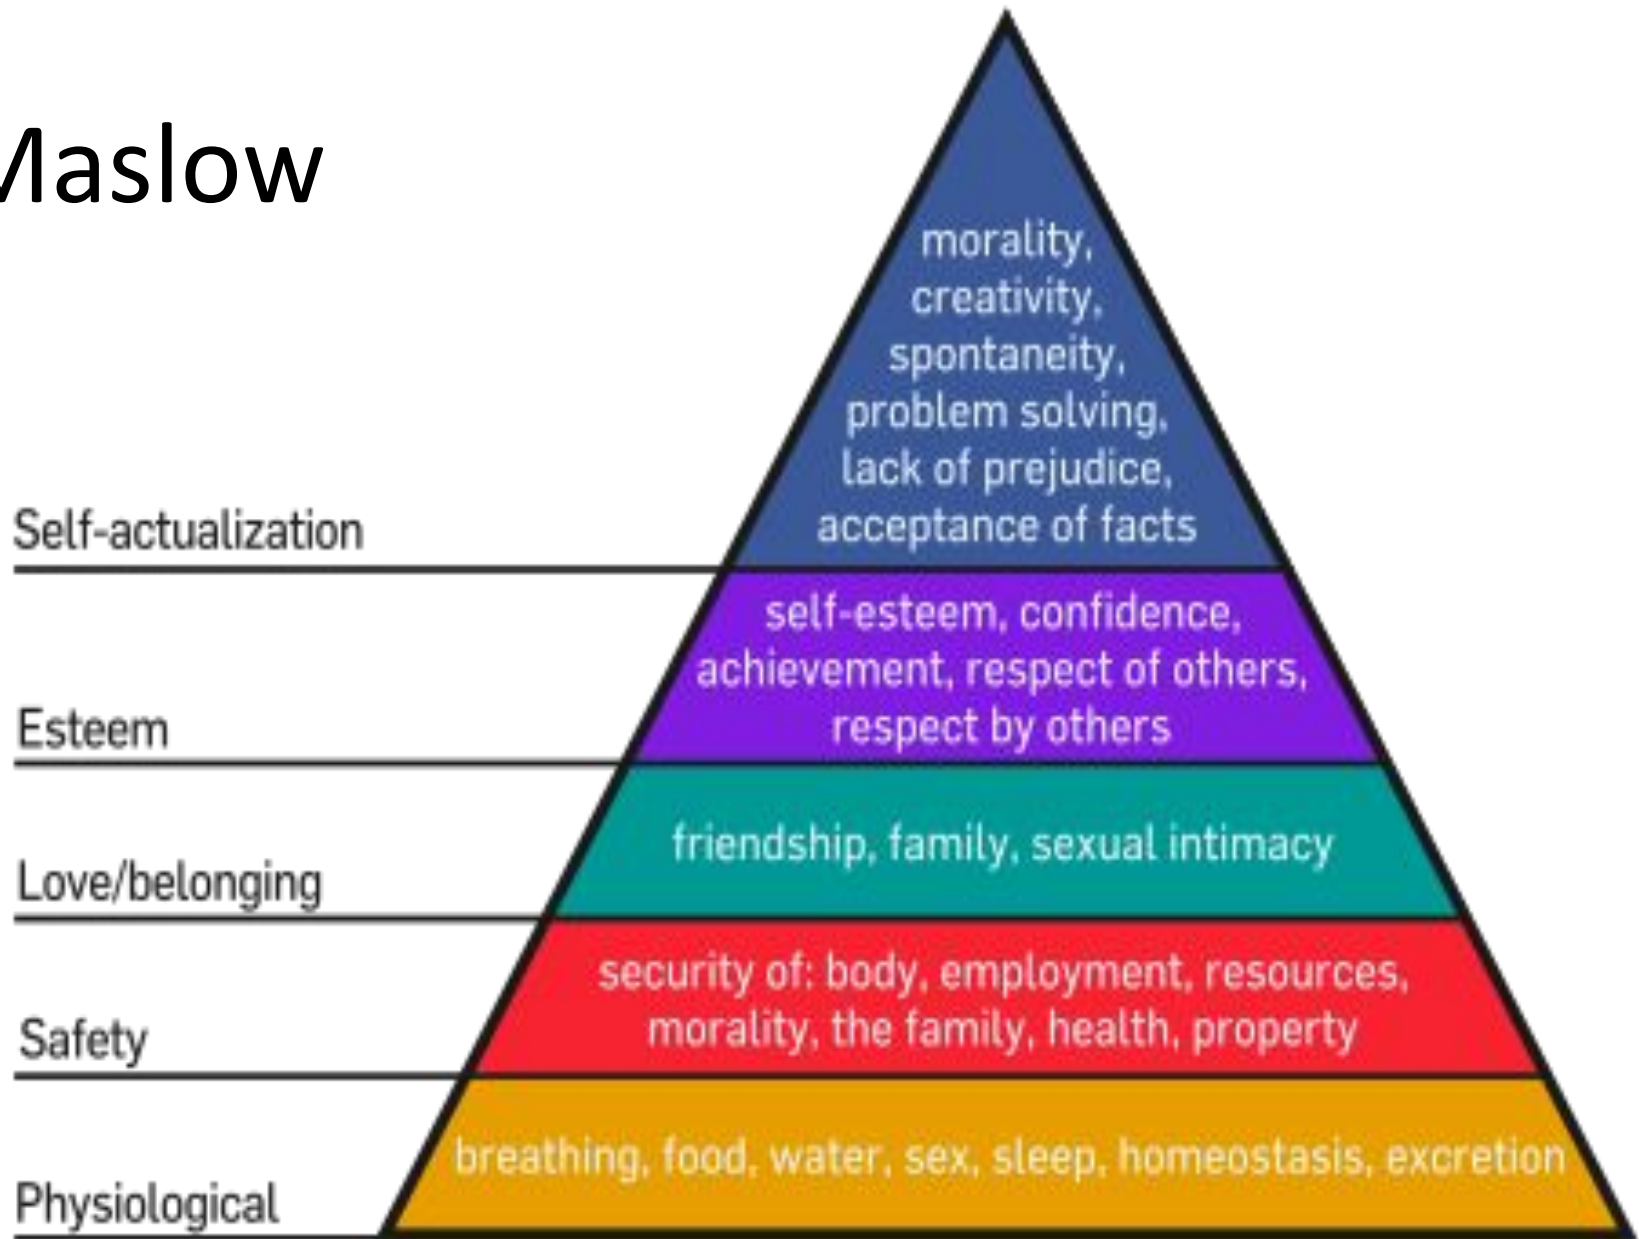 Maslow
morality,
creativity,
spontaneity,
problem solving,
lack of prejudice,
acceptance of facts
Self-actualization
self-esteem, confidence,
achievement, respect of others,
respect by others
Esteem
friendship, family, sexual intimacy
Love/belonging
security of: body, employment, resources,
morality, the family, health, property
Safety
breathing, food, water, sex, sleep, homeostasis, excretion
Physiological